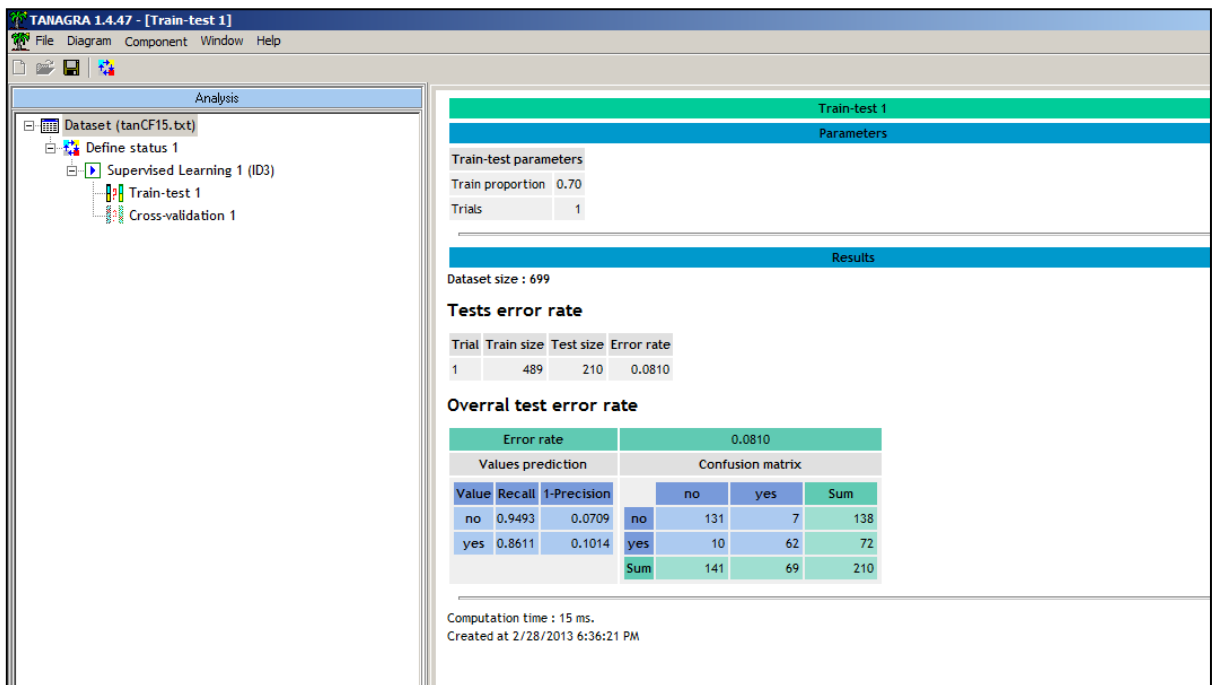 TANAGRA 1.4.47 - [Train-test 1]
File Diagram Component Window Help
Analysis
Dataset (tanCF15.txt)
Define status 1
Supervised Learning 1 (ID3)
Train-test 1
Cross-validation 1
Train-test 1
Parameters
Train-test parameters
Train proportion 0.70
Trials 1
Results
Dataset size : 699
Tests error rate
Trial Train size Test size Error rate
1 489 210 0.0810
Overral test error rate
Error rate 0.0810
Values prediction Confusion matrix
Value Recall 1-Precision no yes Sum
no 0.9493 0.0709 no 131 7 138
yes 0.8611 0.1014 yes 10 62 72
Sum 141 69 210
Computation time : 15 ms.
Created at 2/28/2013 6:36:21 PM